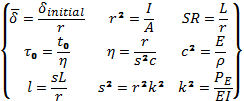 δ̅ = δ_initial / r    r² = I / A    SR = L / r
τ₀ = t₀ / η    η = r / (s²c)    c² = E / ρ
l = sL / r    s² = r²k²    k² = P_E / EI